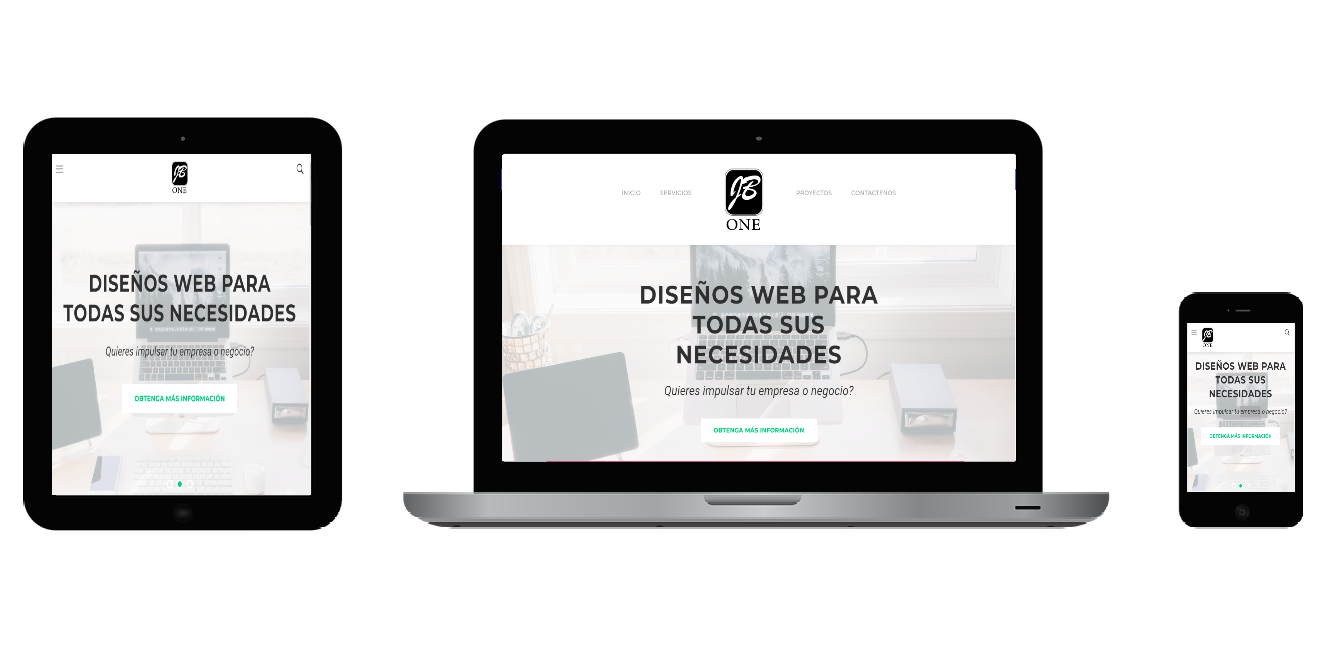 JB
ONE
DISEÑOS WEB PARA
TODAS SUS NECESIDADES
Quieres impulsar tu empresa o negocio?
OBTENGA MÁS INFORMACIÓN
INICIO SERVICIOS PROYECTOS CONTACTENOS
JB
ONE
DISEÑOS WEB PARA
TODAS SUS
NECESIDADES
Quieres impulsar tu empresa o negocio?
OBTENGA MÁS INFORMACIÓN
JB
ONE
DISEÑOS WEB PARA
TODAS SUS
NECESIDADES
Quieres impulsar tu empresa o negocio?
OBTENGA MÁS INFORMACIÓN